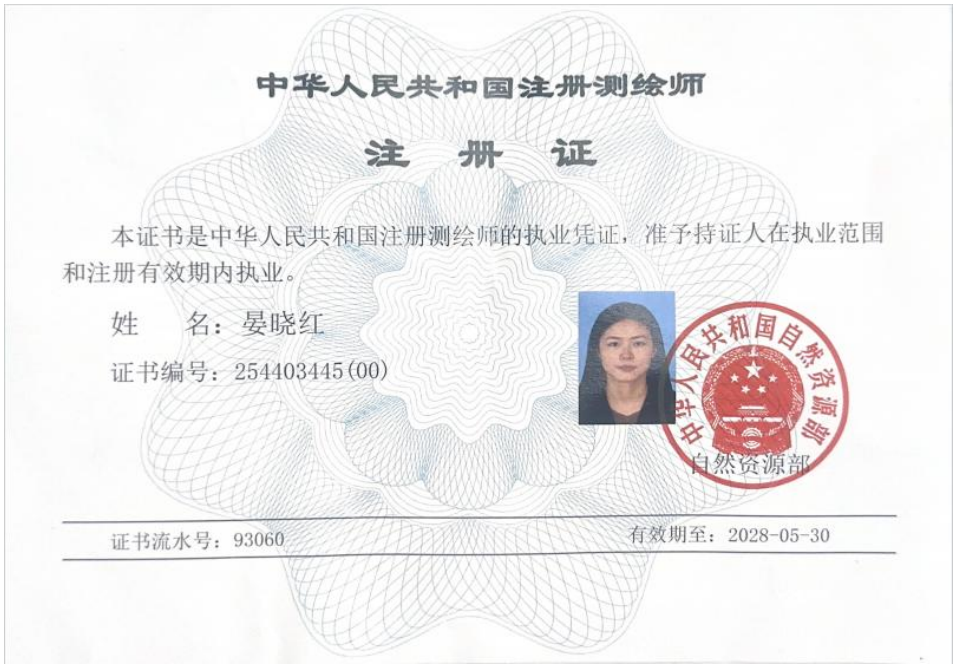 中华人民共和国注册测绘师
注 册 证
本证书是中华人民共和国注册测绘师的执业凭证，准予持证人在执业范围
和注册有效期内执业。
姓 名：晏晓红
证书编号：254403445(00)
中华人民共和国自然资源部
自然资源部
证书流水号：93060
有效期至：2028-05-30